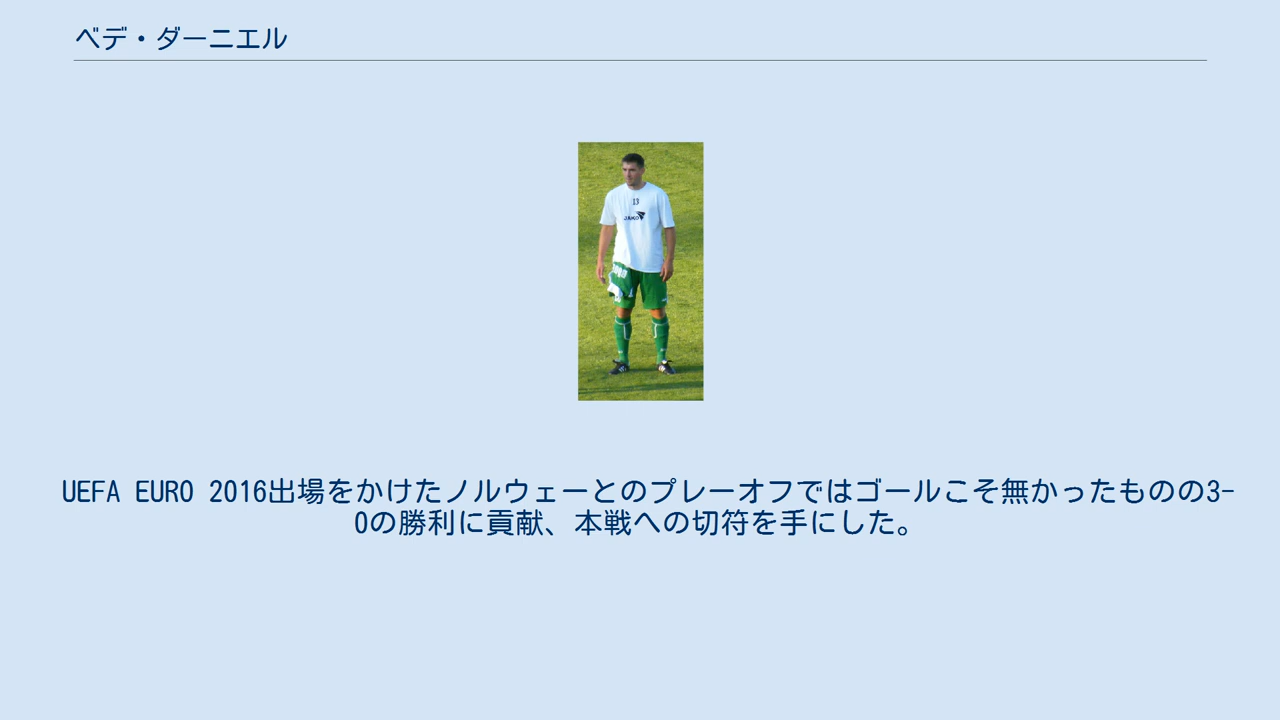 ベデ・ダーニエル
13
JAKO
UEFA EURO 2016出場をかけたノルウェーとのプレーオフではゴールこそ無かったものの3-
0の勝利に貢献、本戦への切符を手にした。